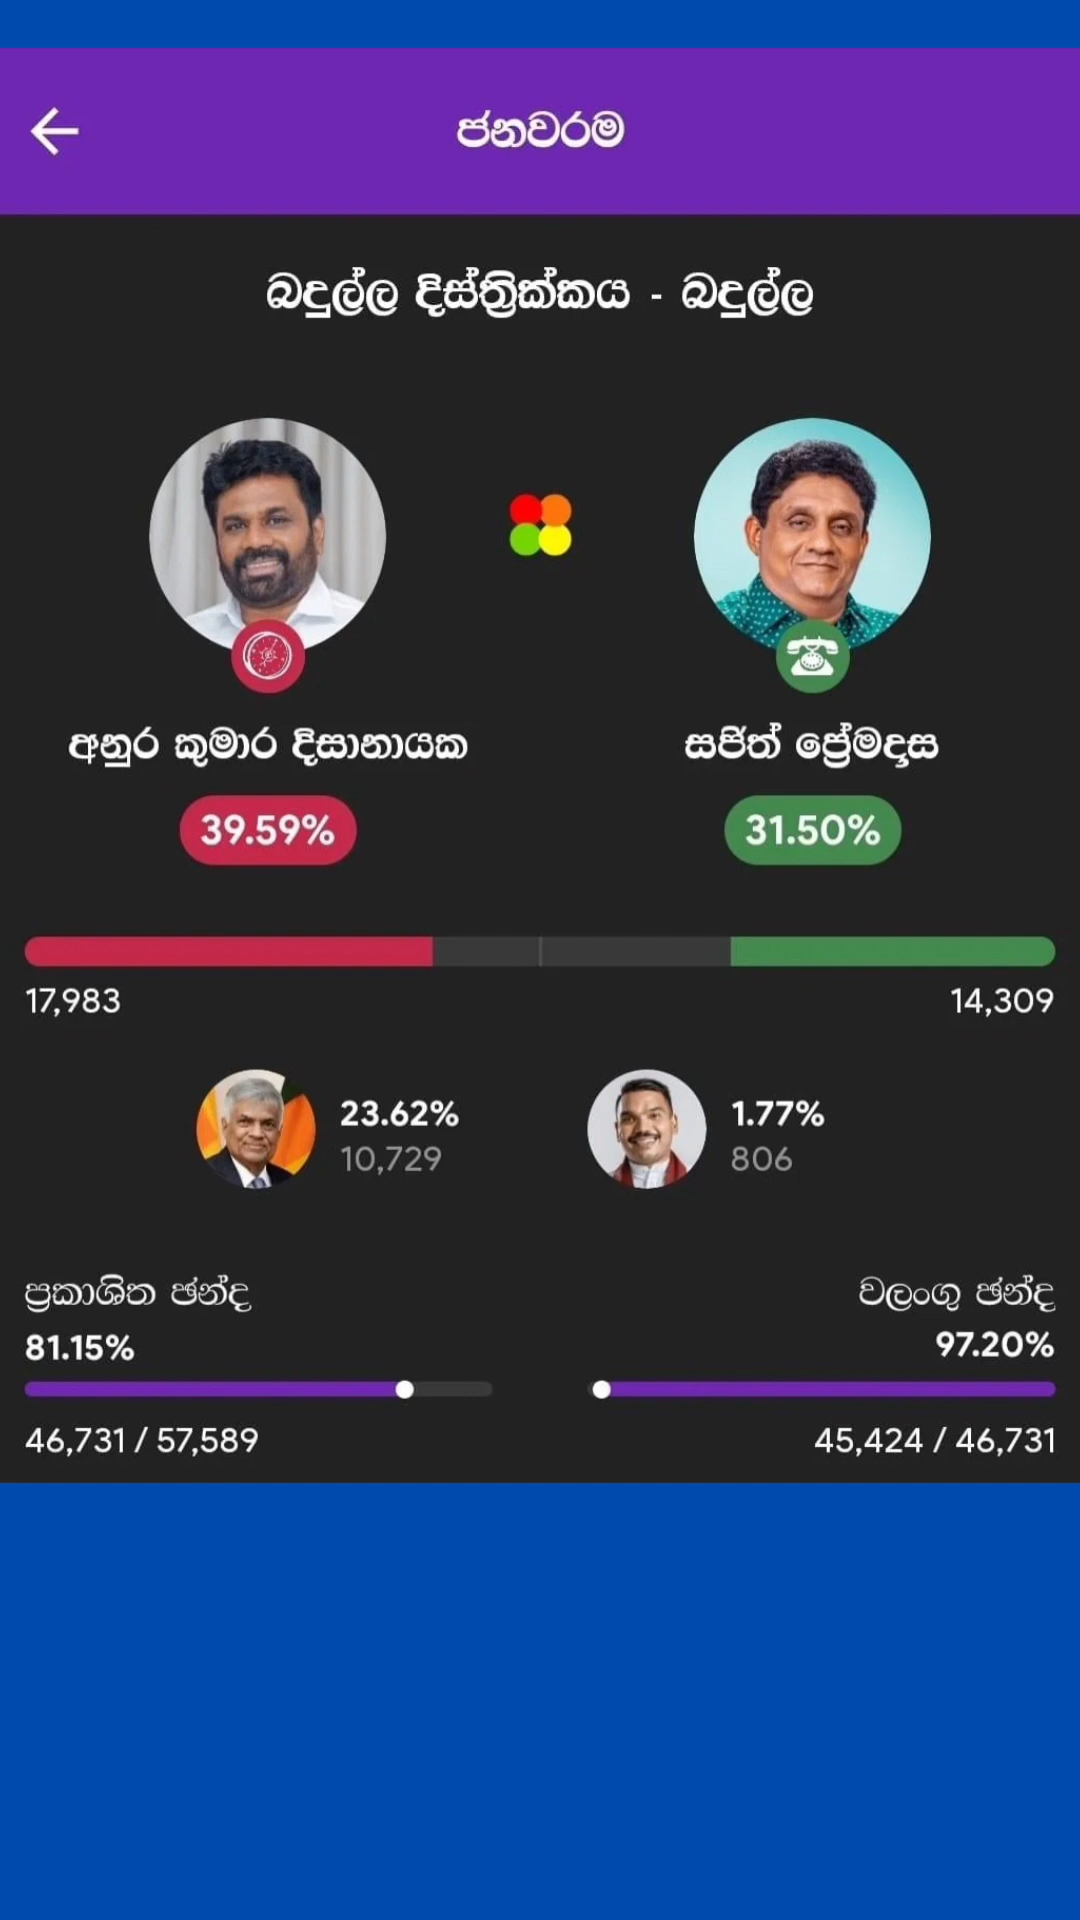 ජනවරම
බදුල්ල දිස්ත්‍රික්කය - බදුල්ල
අනුර කුමාර දිසානායක
39.59%
සජිත් ප්‍රේමදාස
31.50%
17,983
14,309
23.62%
10,729
1.77%
806
ප්‍රකාශිත ඡන්ද
81.15%
46,731 / 57,589
වලංගු ඡන්ද
97.20%
45,424 / 46,731